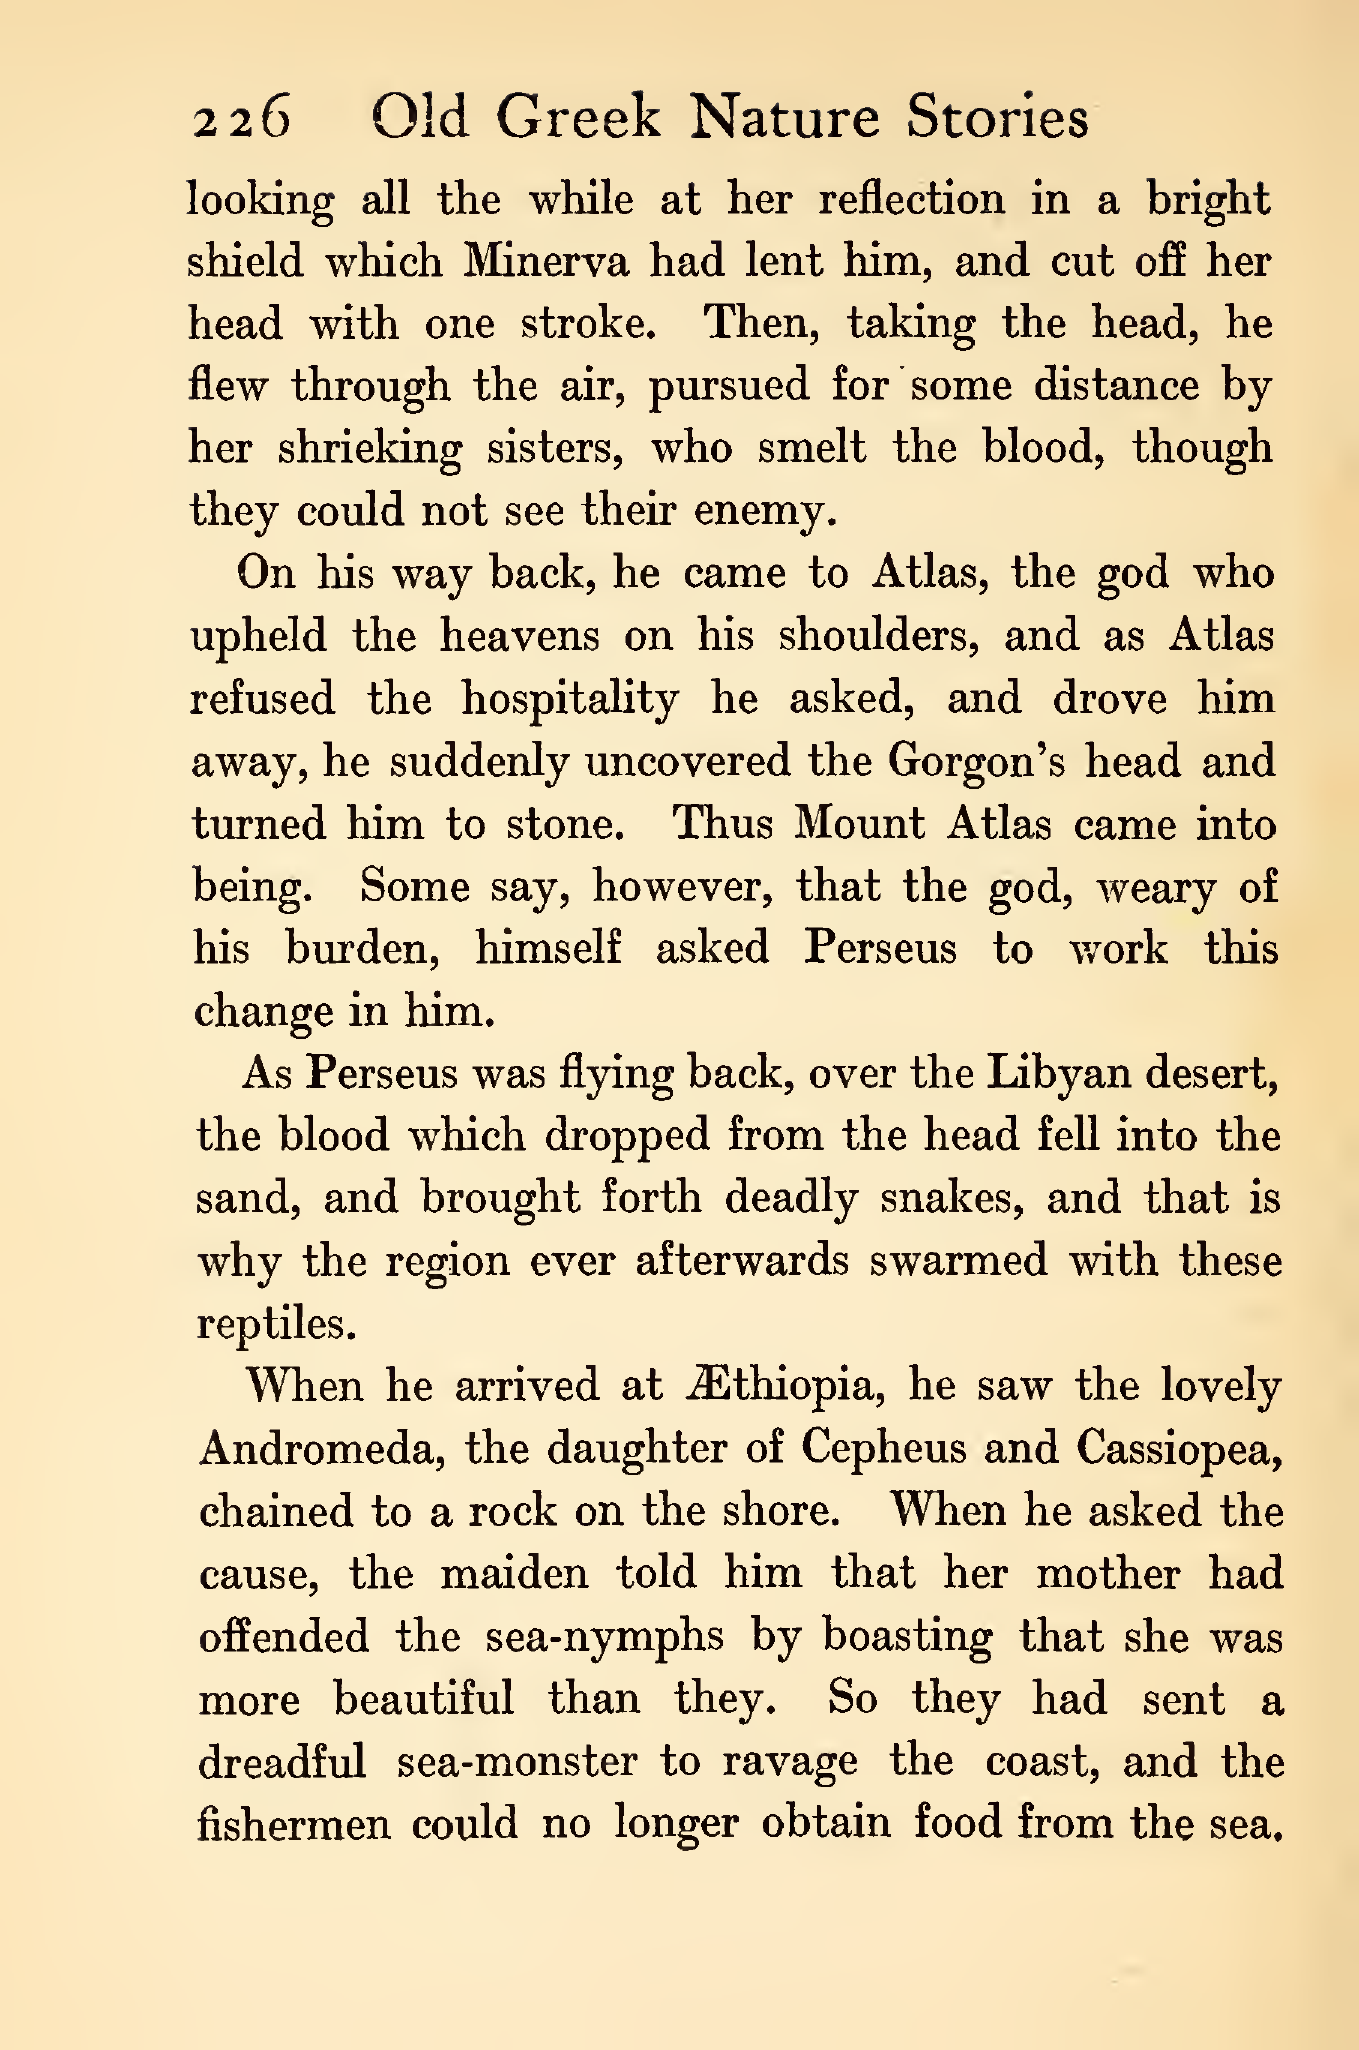 226 Old Greek Nature Stories
looking all the while at her reflection in a bright
shield which Minerva had lent him, and cut off her
head with one stroke. Then, taking the head, he
flew through the air, pursued for some distance by
her shrieking sisters, who smelt the blood, though
they could not see their enemy.
On his way back, he came to Atlas, the god who
upheld the heavens on his shoulders, and as Atlas
refused the hospitality he asked, and drove him
away, he suddenly uncovered the Gorgon’s head and
turned him to stone. Thus Mount Atlas came into
being. Some say, however, that the god, weary of
his burden, himself asked Perseus to work this
change in him.
As Perseus was flying back, over the Libyan desert,
the blood which dropped from the head fell into the
sand, and brought forth deadly snakes, and that is
why the region ever afterwards swarmed with these
reptiles.
When he arrived at Æthiopia, he saw the lovely
Andromeda, the daughter of Cepheus and Cassiopea,
chained to a rock on the shore. When he asked the
cause, the maiden told him that her mother had
offended the sea-nymphs by boasting that she was
more beautiful than they. So they had sent a
dreadful sea-monster to ravage the coast, and the
fishermen could no longer obtain food from the sea.